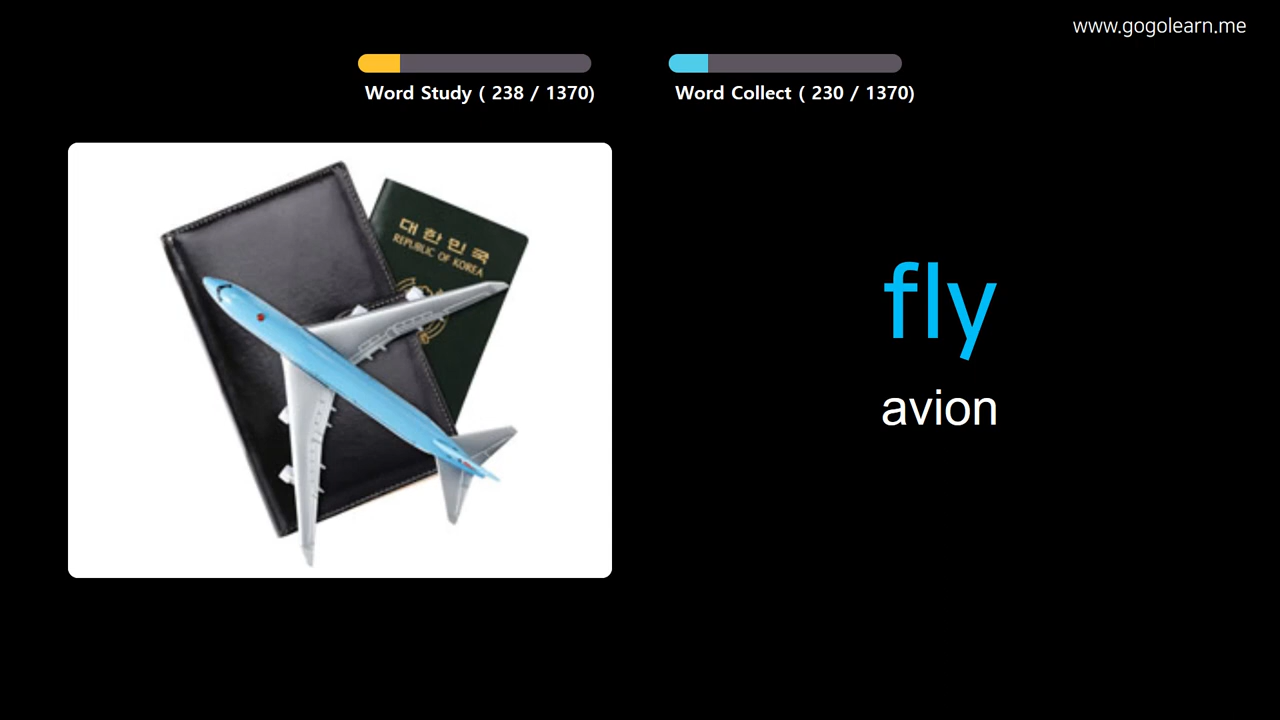 www.gogolearn.me
Word Study ( 238 / 1370)
Word Collect ( 230 / 1370)
대한민국
REPUBLIC OF KOREA
fly
avion